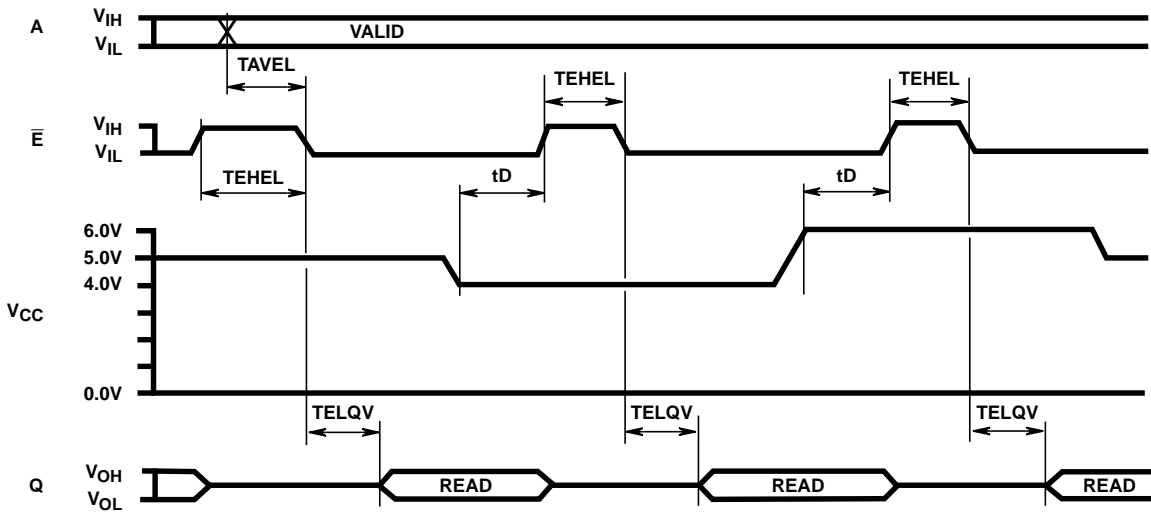 A
VIH
VIL
VALID
TAVEL
TEHEL
TEHEL
E̅
VIH
VIL
TEHEL
tD
tD
VCC
6.0V
5.0V
4.0V
0.0V
TELQV
TELQV
TELQV
Q
VOH
VOL
READ
READ
READ